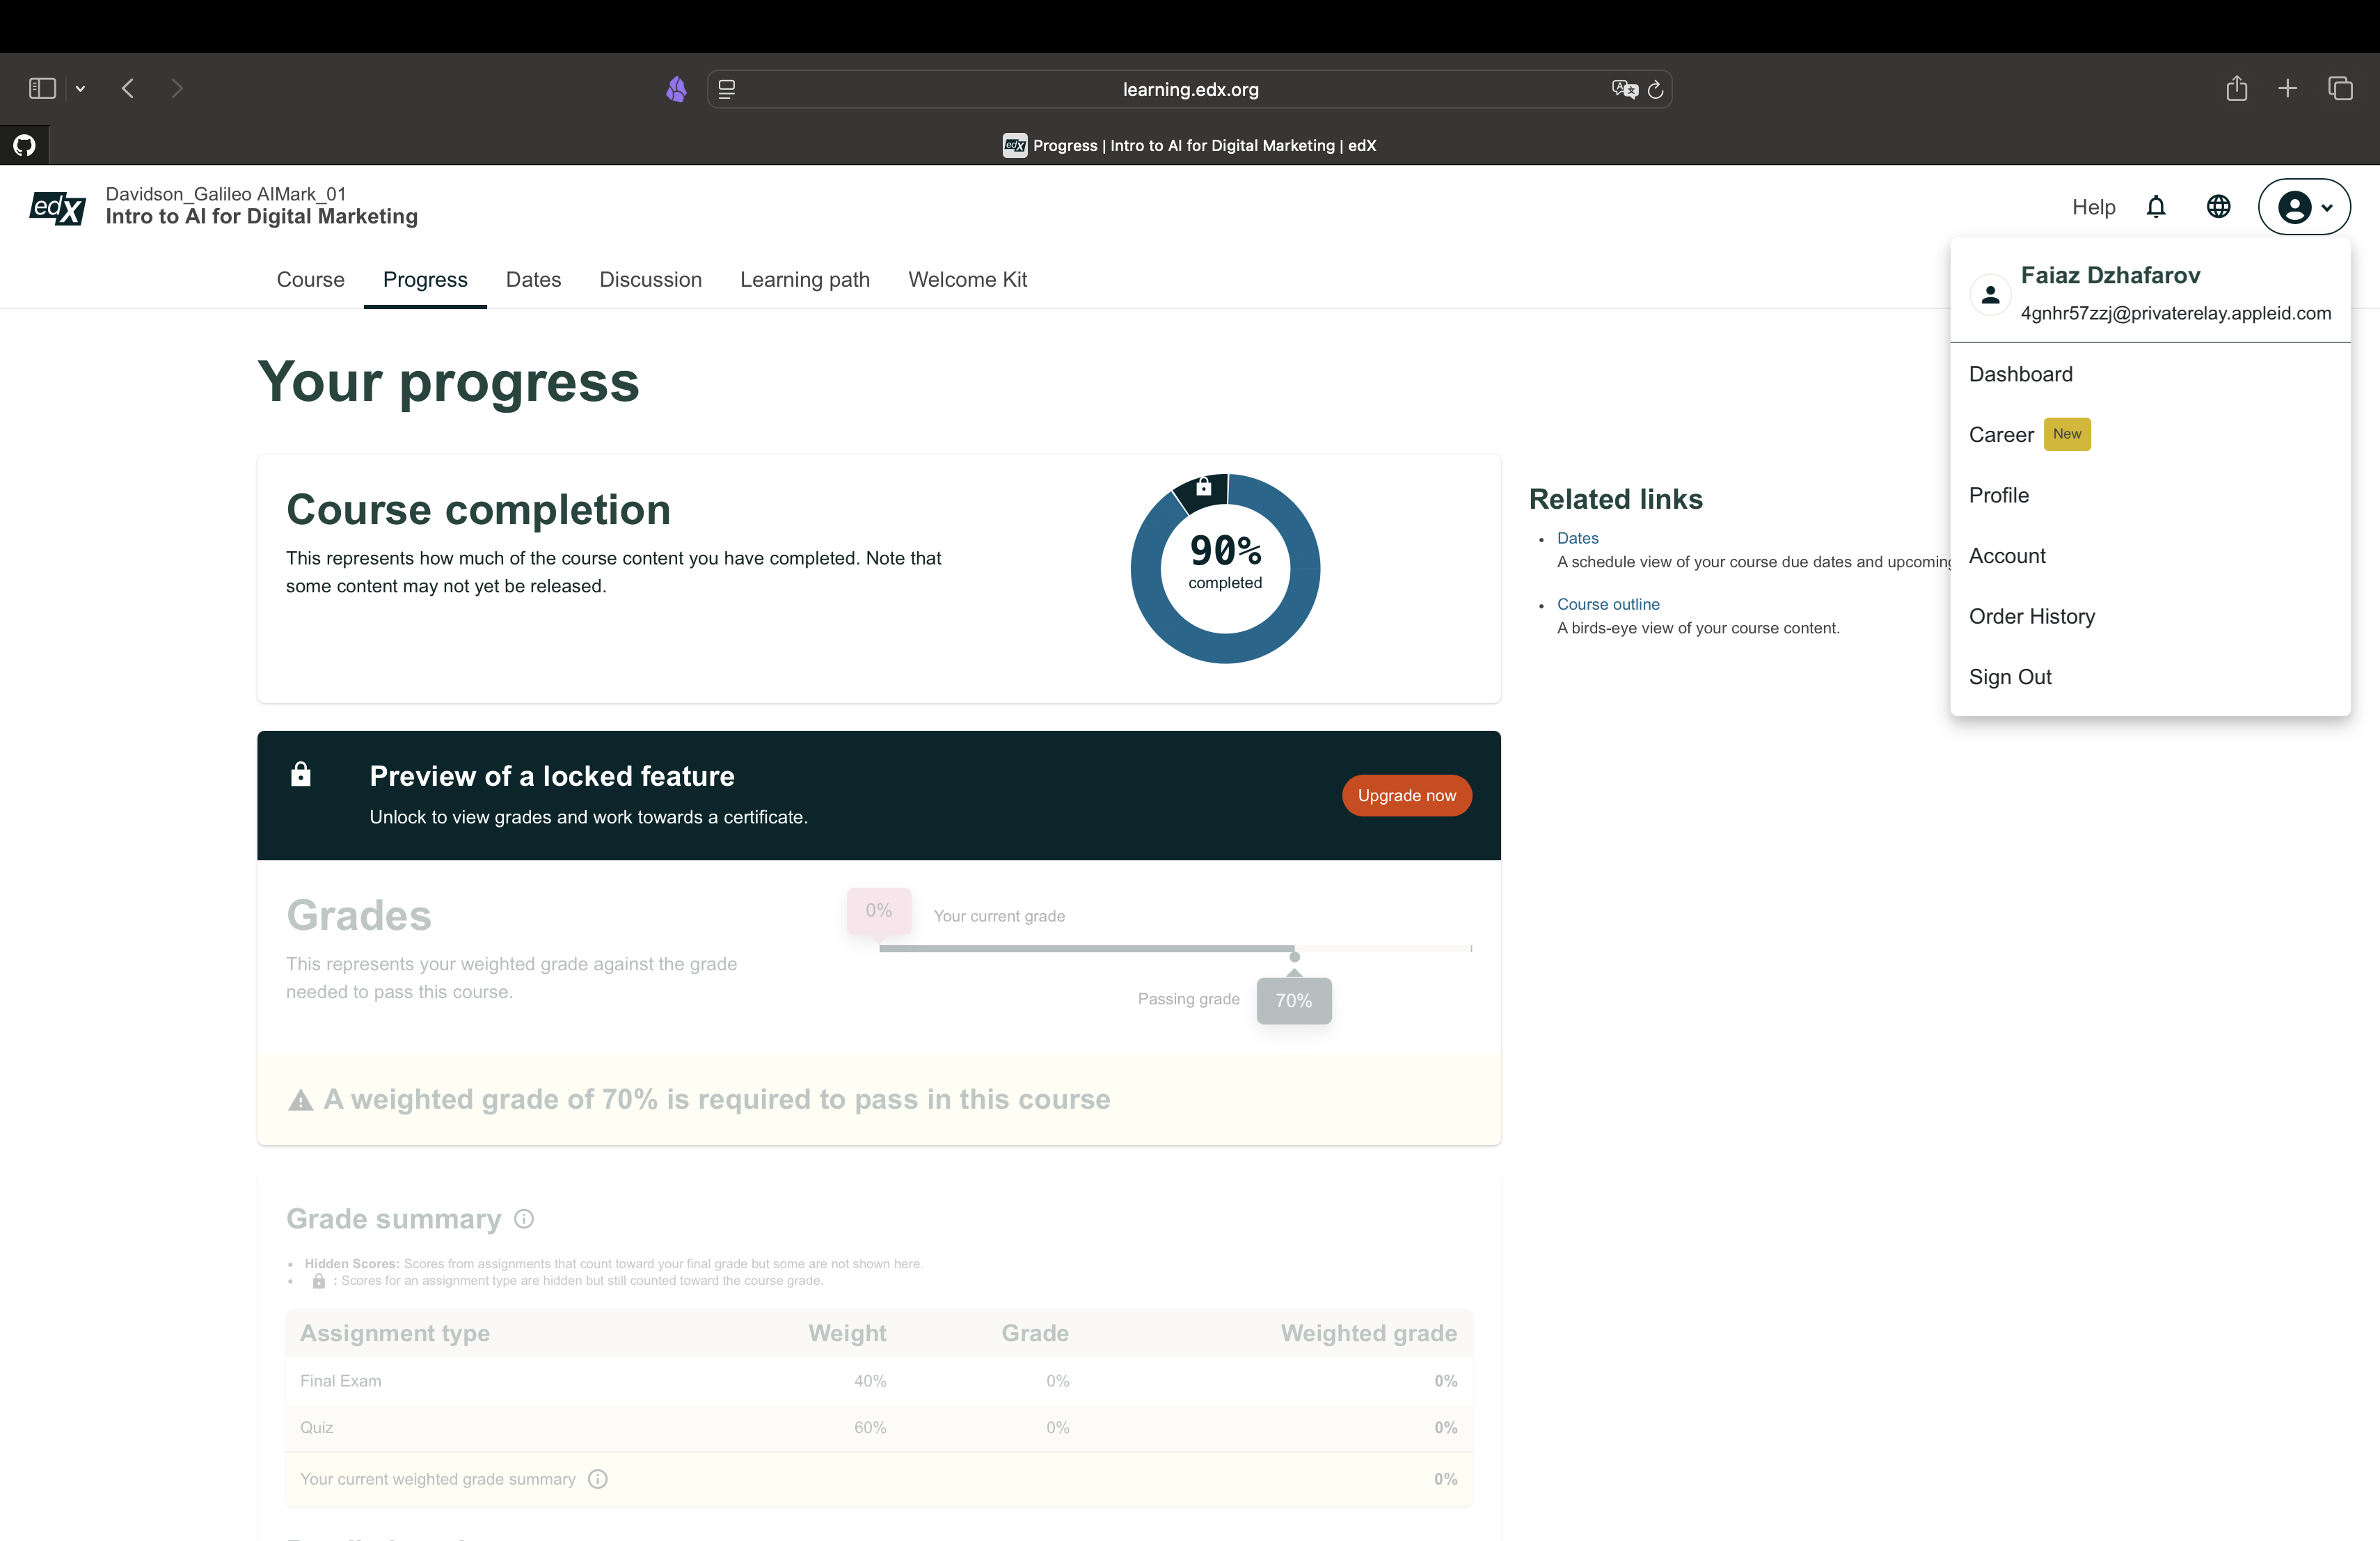 learning.edx.org
edX Progress | Intro to AI for Digital Marketing | edX
edX
Davidson_Galileo AIMark_01
Intro to AI for Digital Marketing
Help
Course Progress Dates Discussion Learning path Welcome Kit
Faiaz Dzhafarov
4gnhr57zzj@privaterelay.appleid.com
Dashboard
Career New
Profile
Account
Order History
Sign Out
Your progress
Course completion
This represents how much of the course content you have completed. Note that
some content may not yet be released.
90%
completed
Related links
Dates
A schedule view of your course due dates and upcoming
Course outline
A birds-eye view of your course content.
Preview of a locked feature
Unlock to view grades and work towards a certificate.
Upgrade now
Grades
This represents your weighted grade against the grade
needed to pass this course.
0% Your current grade
Passing grade 70%
A weighted grade of 70% is required to pass in this course
Grade summary
Hidden Scores: Scores from assignments that count toward your final grade but some are not shown here.
: Scores for an assignment type are hidden but still counted toward the course grade.
Assignment type Weight Grade Weighted grade
Final Exam 40% 0% 0%
Quiz 60% 0% 0%
Your current weighted grade summary 0%